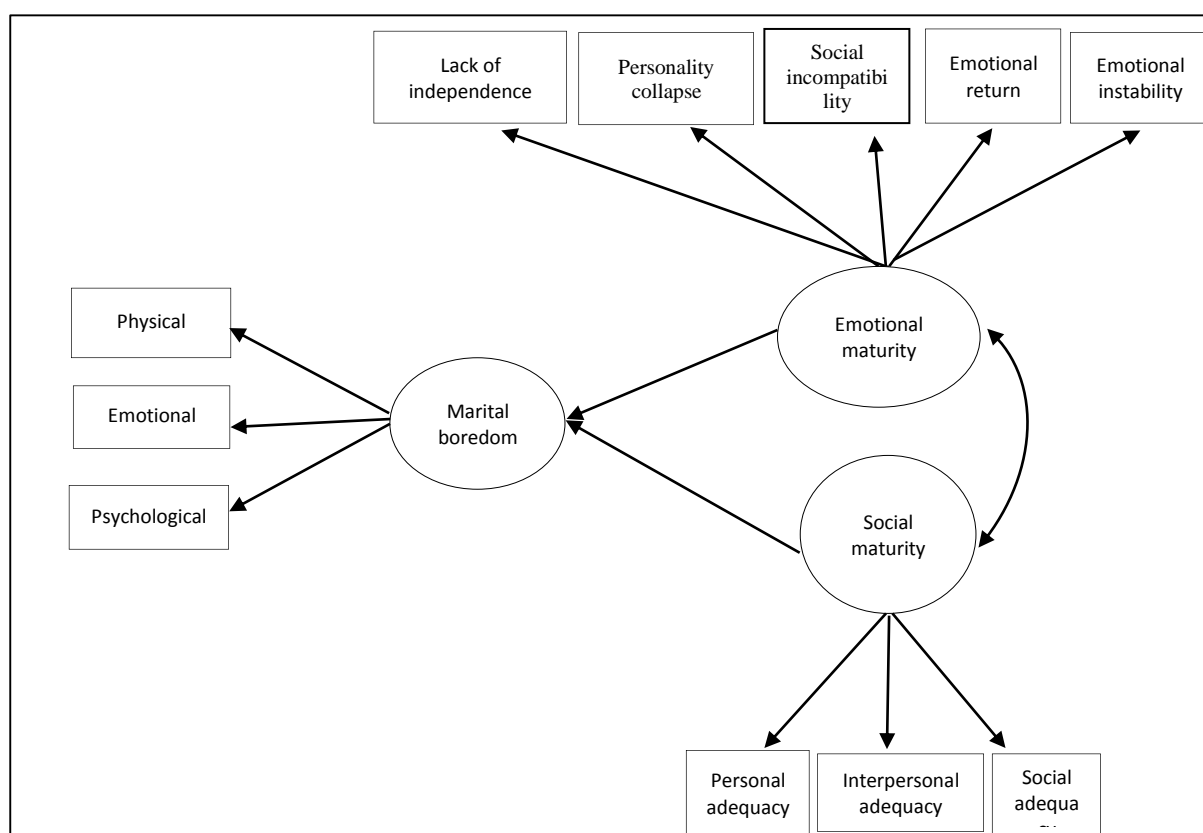 Lack of
independence
Personality
collapse
Social
incompatibi
lity
Emotional
return
Emotional
instability
Physical
Emotional
Psychological
Marital
boredom
Emotional
maturity
Social
maturity
Personal
adequacy
Interpersonal
adequacy
Social
adequa